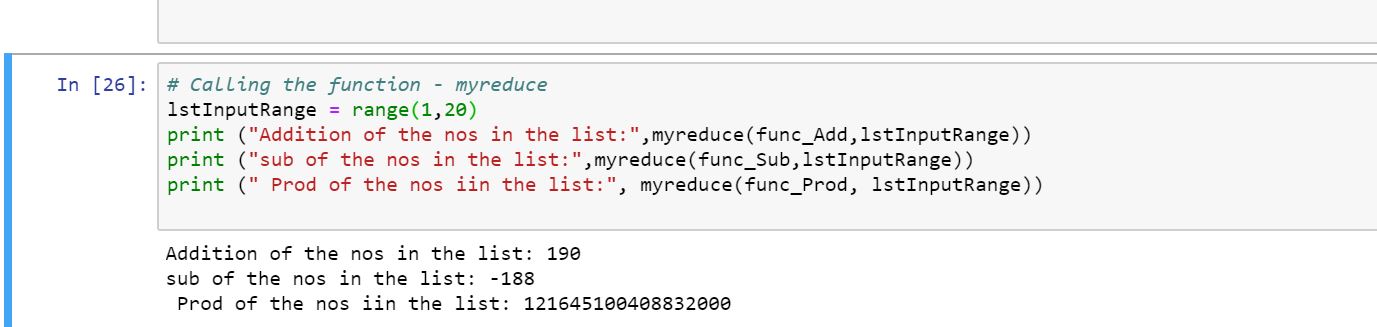 In [26]: # Calling the function - myreduce
lstInputRange = range(1,20)
print ("Addition of the nos in the list:",myreduce(func_Add,lstInputRange))
print ("sub of the nos in the list:",myreduce(func_Sub,lstInputRange))
print (" Prod of the nos iin the list:", myreduce(func_Prod, lstInputRange))
Addition of the nos in the list: 190
sub of the nos in the list: -188
 Prod of the nos iin the list: 121645100408832000